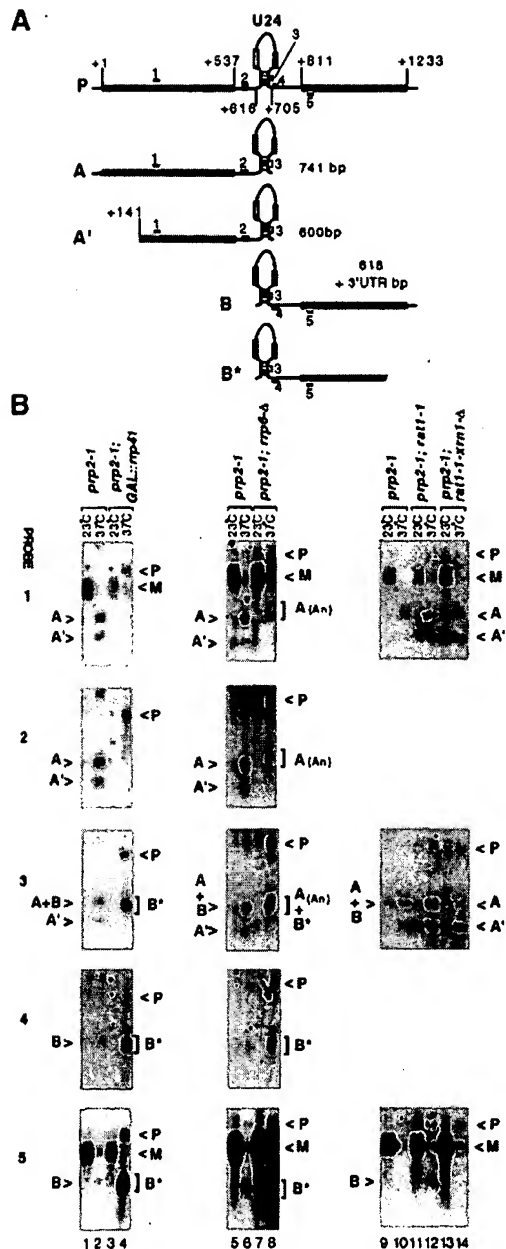 A
U24
3
+1
1
+537
2
4
+811
+1233
P
5
+616
+705
A
1
2
3
741 bp
+141
A'
1
2
3
600bp
618
+ 3'UTR bp
B
3
4
5
B*
3
4
5
B
prp2-1
prp2-1;
GAL::rrp41
prp2-1
prp2-1; rrp6-Δ
prp2-1
prp2-1; rat1-1
prp2-1;
rat1-1-xrn1-Δ
PROBE
23C 37C 23C 37C
23C 37C 23C 37C
23C 37C 23C 37C 23C 37C
1
< P
< M
A >
A' >
< P
< M
A >
A' >
] A(An)
< P
< M
< A
< A'
2
< P
A >
A' >
< P
A >
A' >
] A(An)
3
< P
A+B >
A' >
] B*
< P
A
+
B >
A' >
] A(An)
+
B*
< P
A
+
B >
< A
< A'
4
< P
B >
] B*
< P
] B*
5
< P
< M
B >
] B*
< P
< M
] B*
< P
< M
B >
1 2 3 4
5 6 7 8
9 10 11 12 13 14